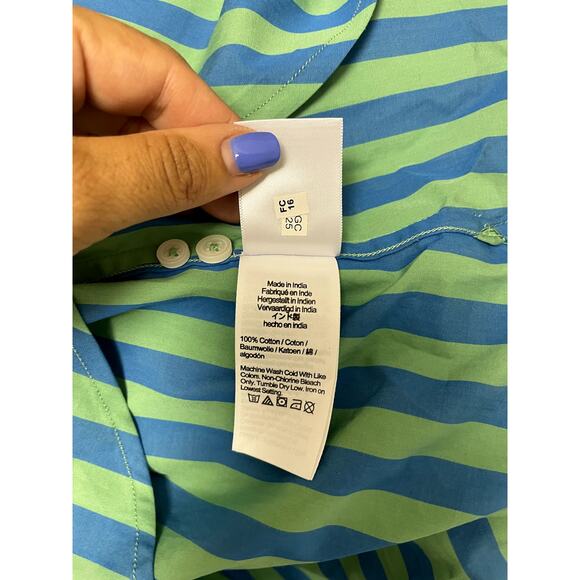 FC
16
GC
25
Made in India
Fabriqué en Inde
Hergestellt in Indien
Vervaardigd in India
インド製
hecho en india
100% Cotton / Coton /
Baumwolle / Katoen / 綿 /
algodón
Machine Wash Cold With Like
Colors. Non-Chlorine Bleach
Only. Tumble Dry Low. Iron on
Lowest Setting.